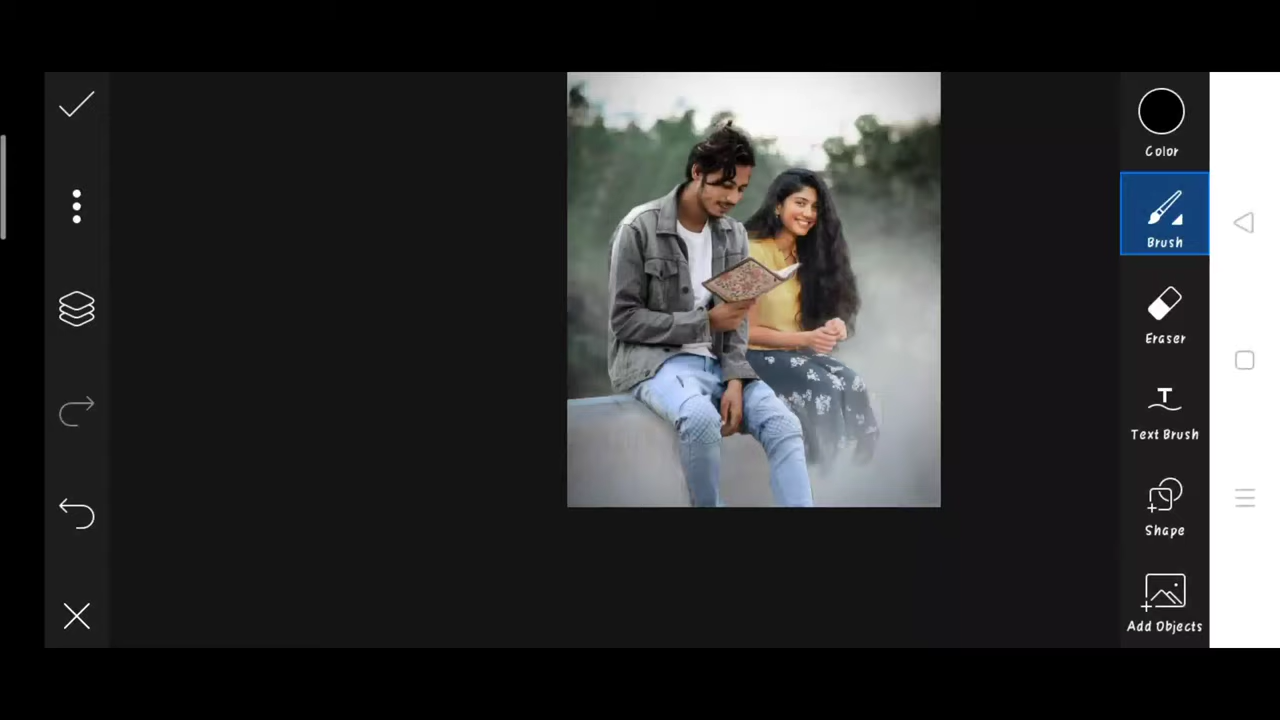 Color
Brush
Eraser
Text Brush
Shape
Add Objects